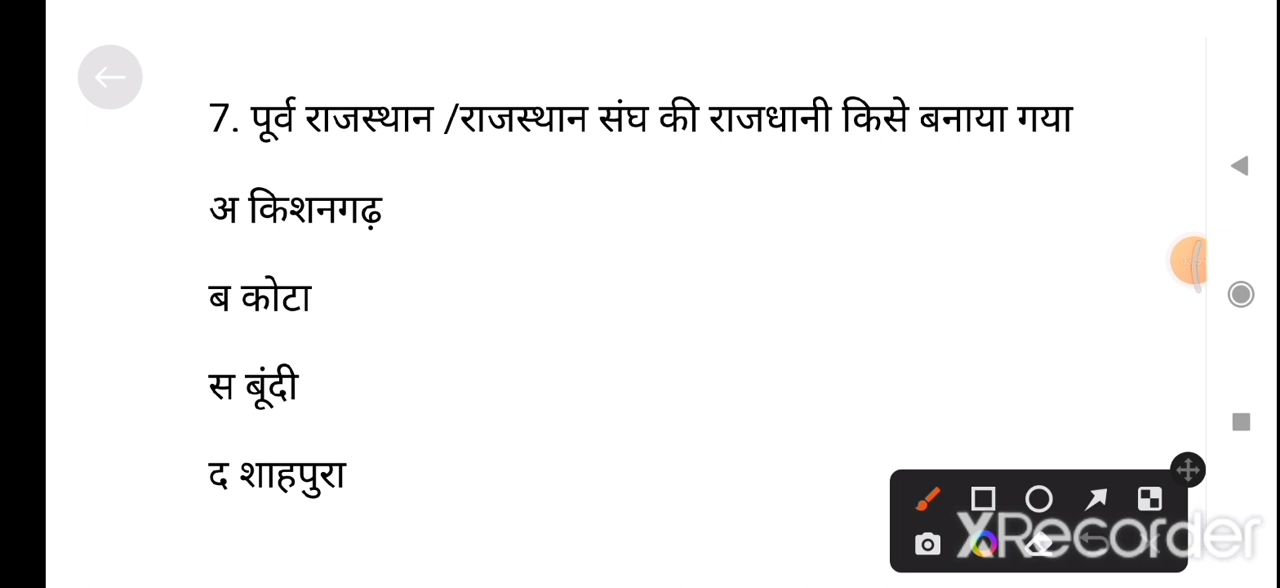 7. पूर्व राजस्थान /राजस्थान संघ की राजधानी किसे बनाया गया
अ किशनगढ़
ब कोटा
स बूंदी
द शाहपुरा
XRecorder